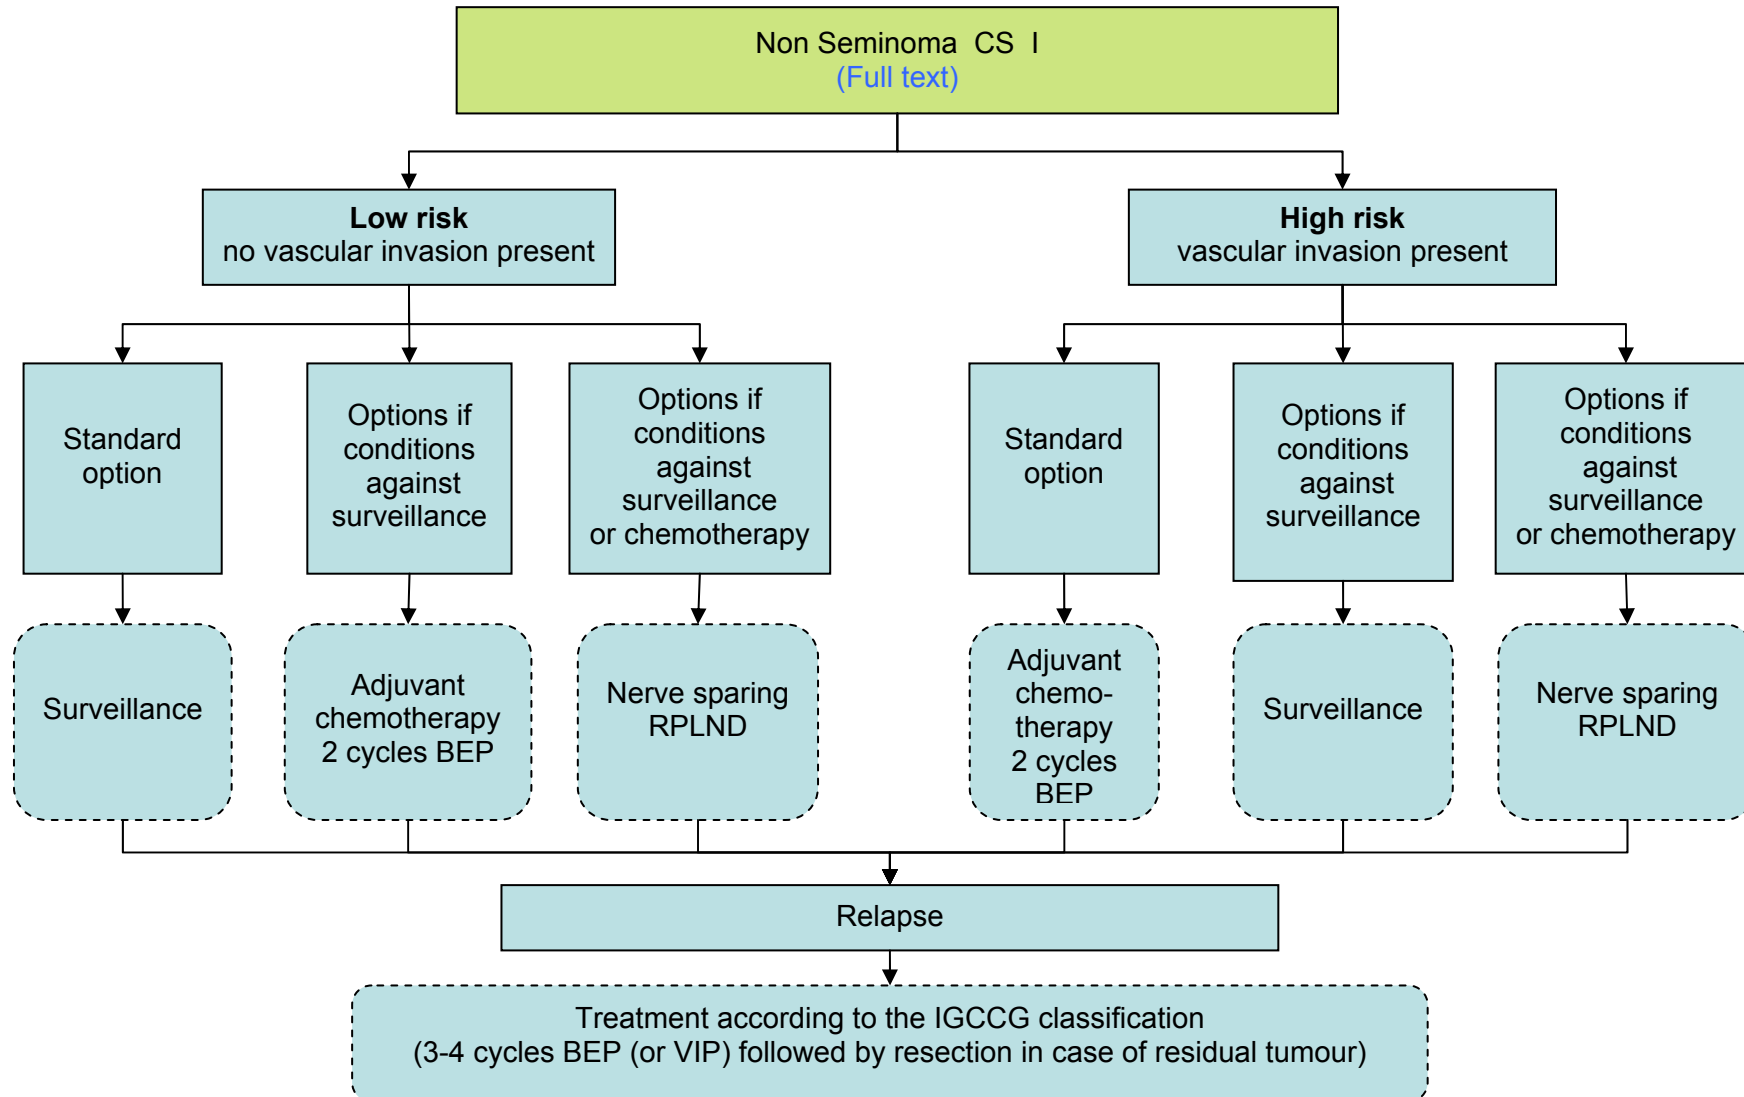 Non Seminoma CS I
(Full text)
Low risk
no vascular invasion present
High risk
vascular invasion present
Standard
option
Options if
conditions
against
surveillance
Options if
conditions
against
surveillance
or chemotherapy
Standard
option
Options if
conditions
against
surveillance
Options if
conditions
against
surveillance
or chemotherapy
Surveillance
Adjuvant
chemotherapy
2 cycles BEP
Nerve sparing
RPLND
Adjuvant
chemo-
therapy
2 cycles
BEP
Surveillance
Nerve sparing
RPLND
Relapse
Treatment according to the IGCCG classification
(3-4 cycles BEP (or VIP) followed by resection in case of residual tumour)